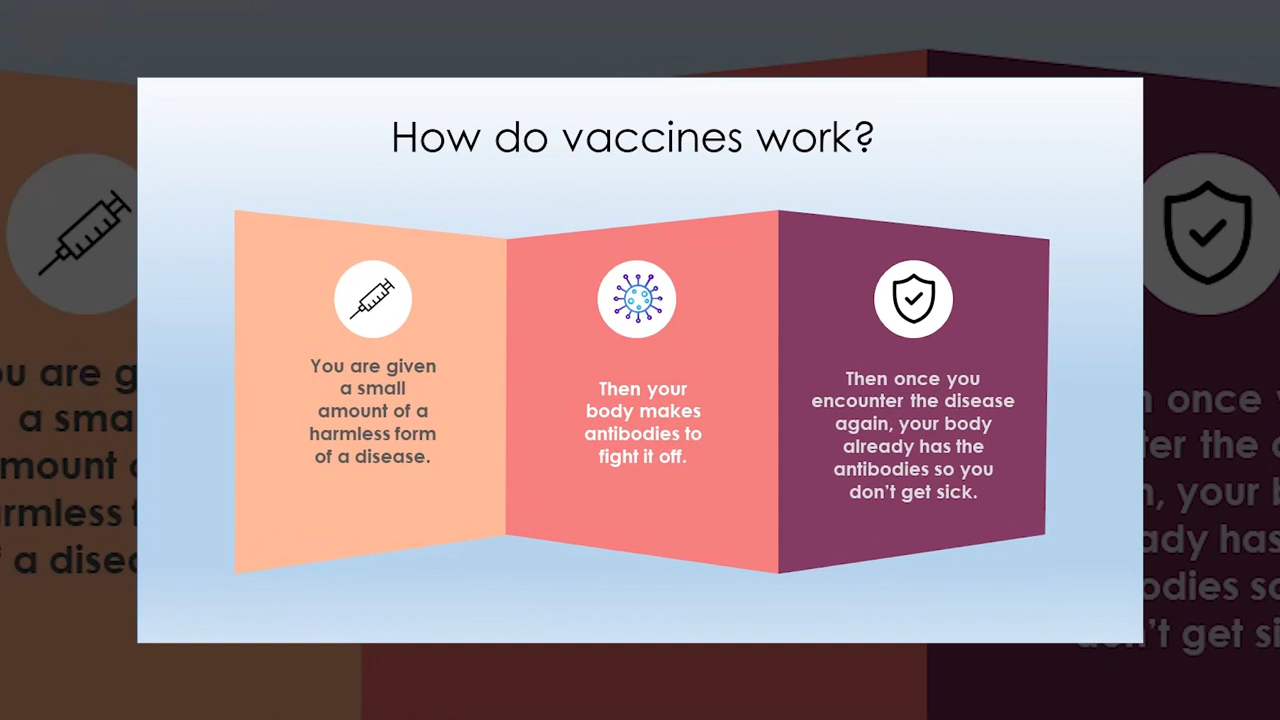 How do vaccines work?
You are given
a small
amount of a
harmless form
of a disease.
Then your
body makes
antibodies to
fight it off.
Then once you
encounter the disease
again, your body
already has the
antibodies so you
don't get sick.